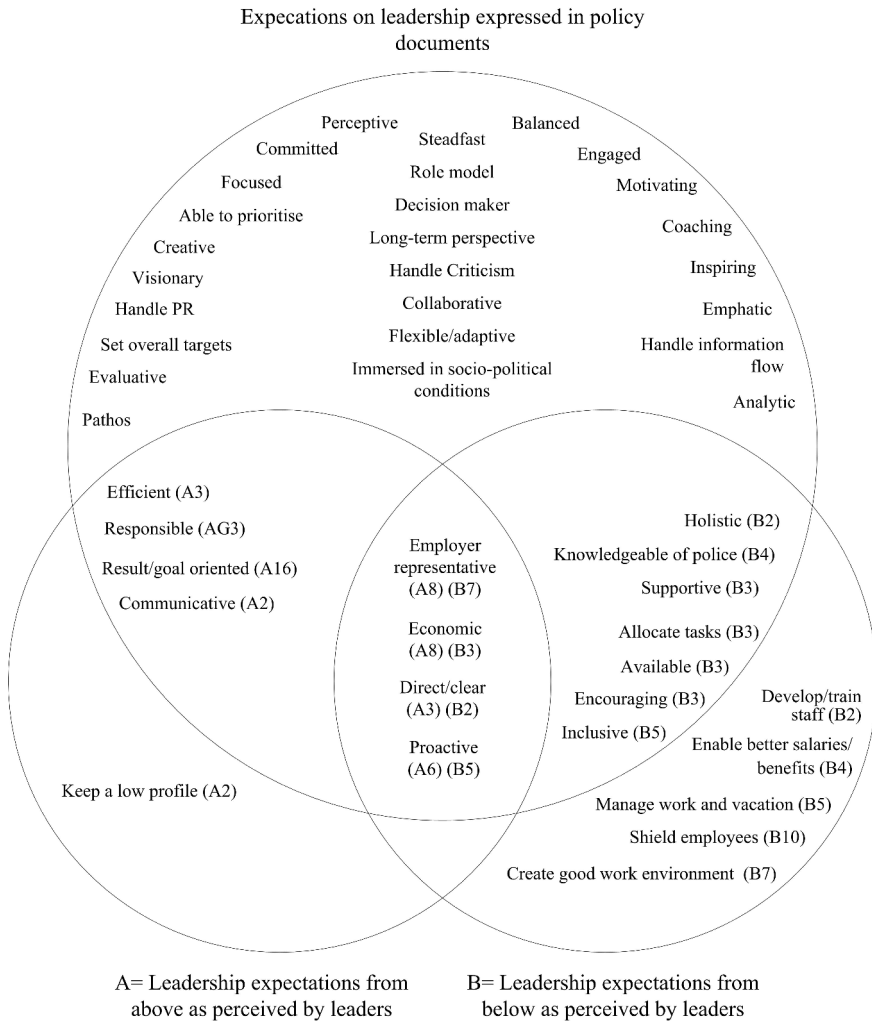 Expecations on leadership expressed in policy
documents
Perceptive
Committed
Focused
Able to prioritise
Creative
Visionary
Handle PR
Set overall targets
Evaluative
Pathos
Steadfast
Role model
Decision maker
Long-term perspective
Handle Criticism
Collaborative
Flexible/adaptive
Immersed in socio-political
conditions
Balanced
Engaged
Motivating
Coaching
Inspiring
Emphatic
Handle information
flow
Analytic
Efficient (A3)
Responsible (AG3)
Result/goal oriented (A16)
Communicative (A2)
Employer
representative
(A8) (B7)
Economic
(A8) (B3)
Direct/clear
(A3) (B2)
Proactive
(A6) (B5)
Holistic (B2)
Knowledgeable of police (B4)
Supportive (B3)
Allocate tasks (B3)
Available (B3)
Encouraging (B3)
Inclusive (B5)
Develop/train
staff (B2)
Enable better salaries/
benefits (B4)
Manage work and vacation (B5)
Shield employees (B10)
Create good work environment (B7)
Keep a low profile (A2)
A= Leadership expectations from
above as perceived by leaders
B= Leadership expectations from
below as perceived by leaders